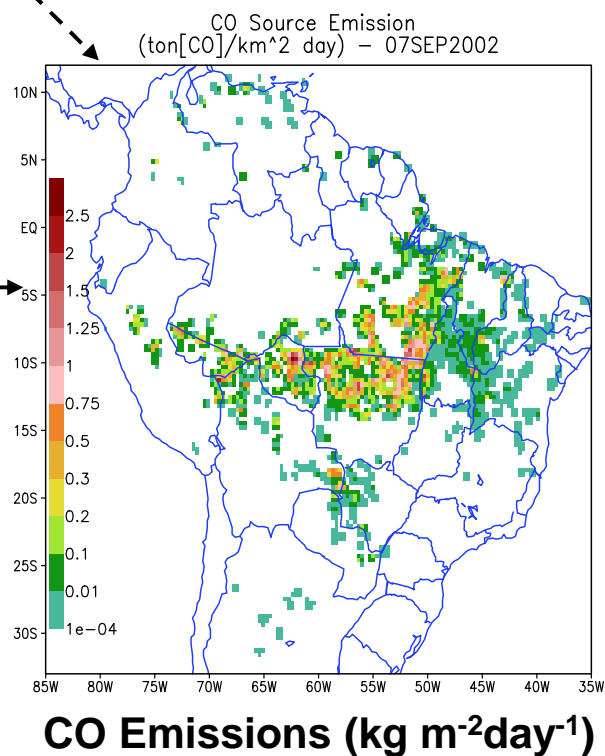 CO Source Emission
(ton[CO]/km^2 day) - 07SEP2002
10N
5N
EQ
5S
10S
15S
20S
25S
30S
2.5
2
1.5
1.25
1
0.75
0.5
0.3
0.2
0.1
0.01
1e-04
85W 80W 75W 70W 65W 60W 55W 50W 45W 40W 35W
CO Emissions (kg m-2day-1)